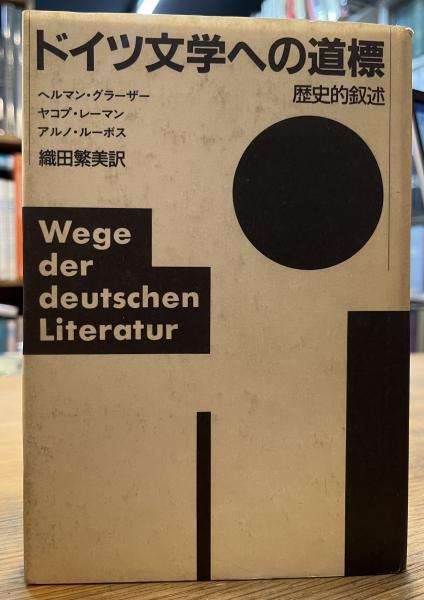 ドイツ文学への道標
歴史的叙述
ヘルマン・グラーザー
ヤコプ・レーマン
アルノ・ルーボス
織田繁美訳
Wege
der
deutschen
Literatur